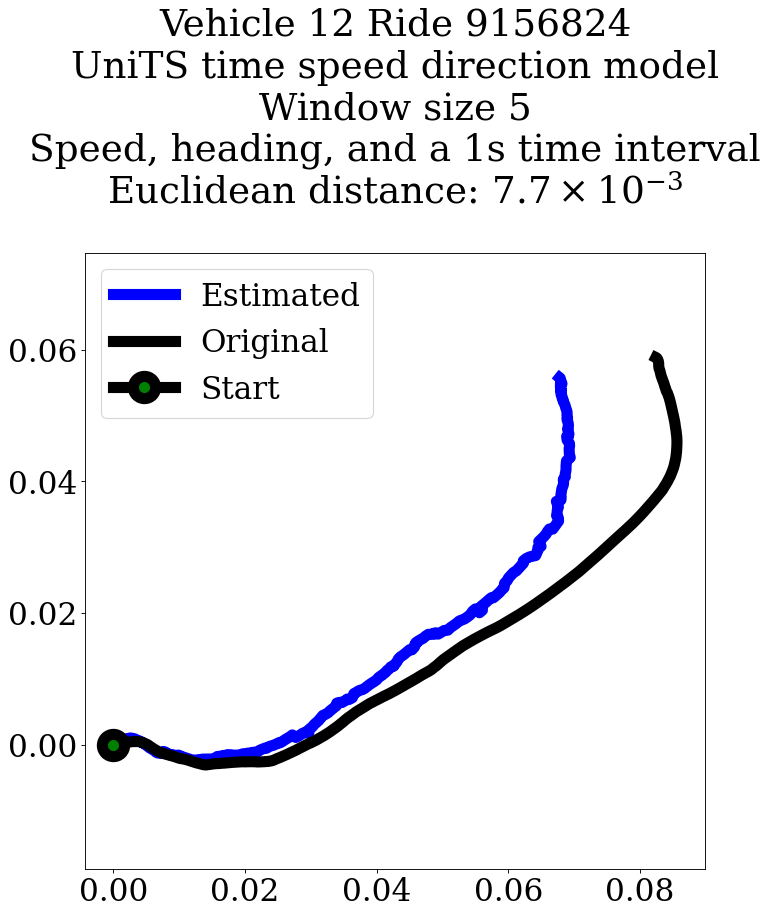 Vehicle 12 Ride 9156824
UniTS time speed direction model
Window size 5
Speed, heading, and a 1s time interval
Euclidean distance: 7.7 × 10⁻³
Estimated
Original
Start
0.06
0.04
0.02
0.00
0.00 0.02 0.04 0.06 0.08